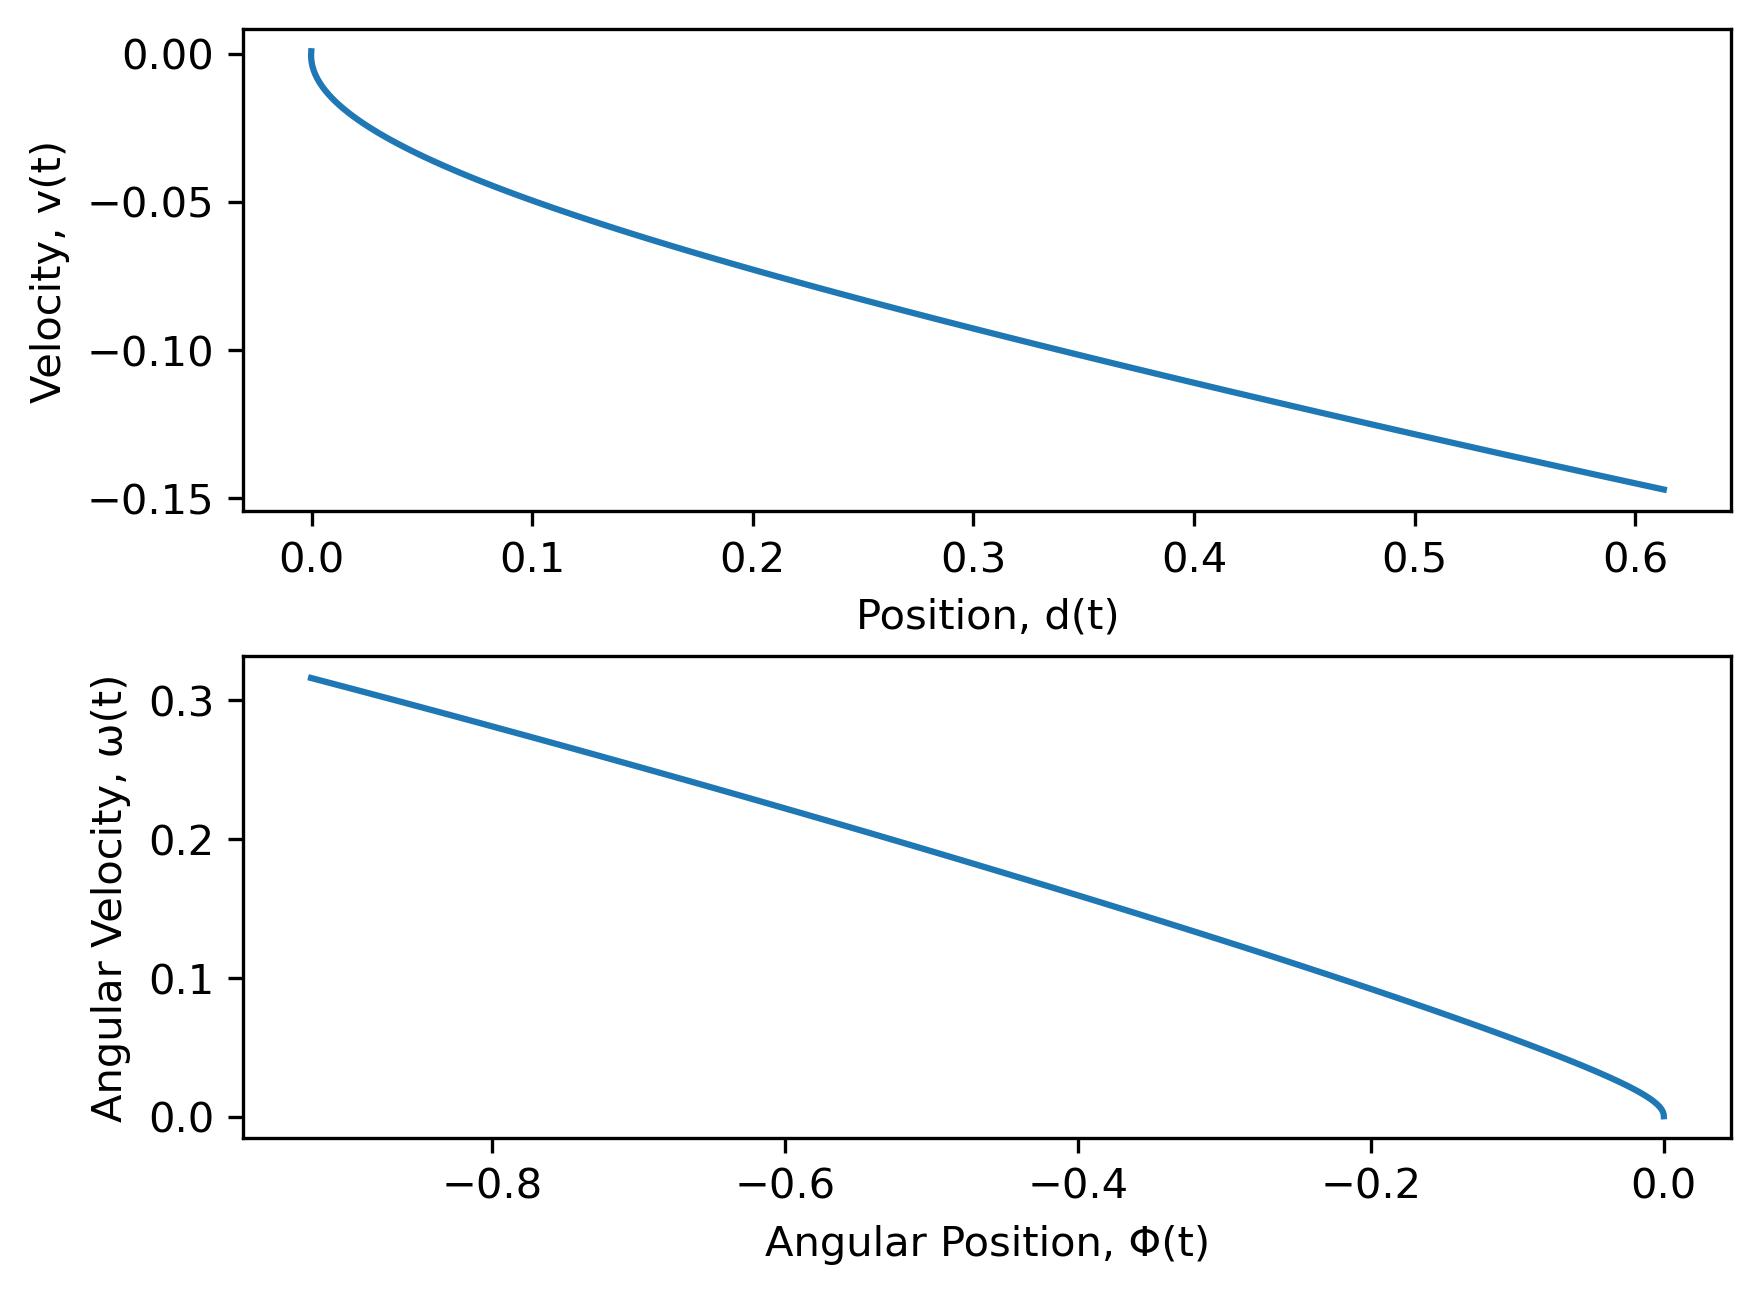 Velocity, v(t)
0.00
−0.05
−0.10
−0.15
0.0 0.1 0.2 0.3 0.4 0.5 0.6
Position, d(t)
Angular Velocity, ω(t)
0.3
0.2
0.1
0.0
−0.8 −0.6 −0.4 −0.2 0.0
Angular Position, Φ(t)